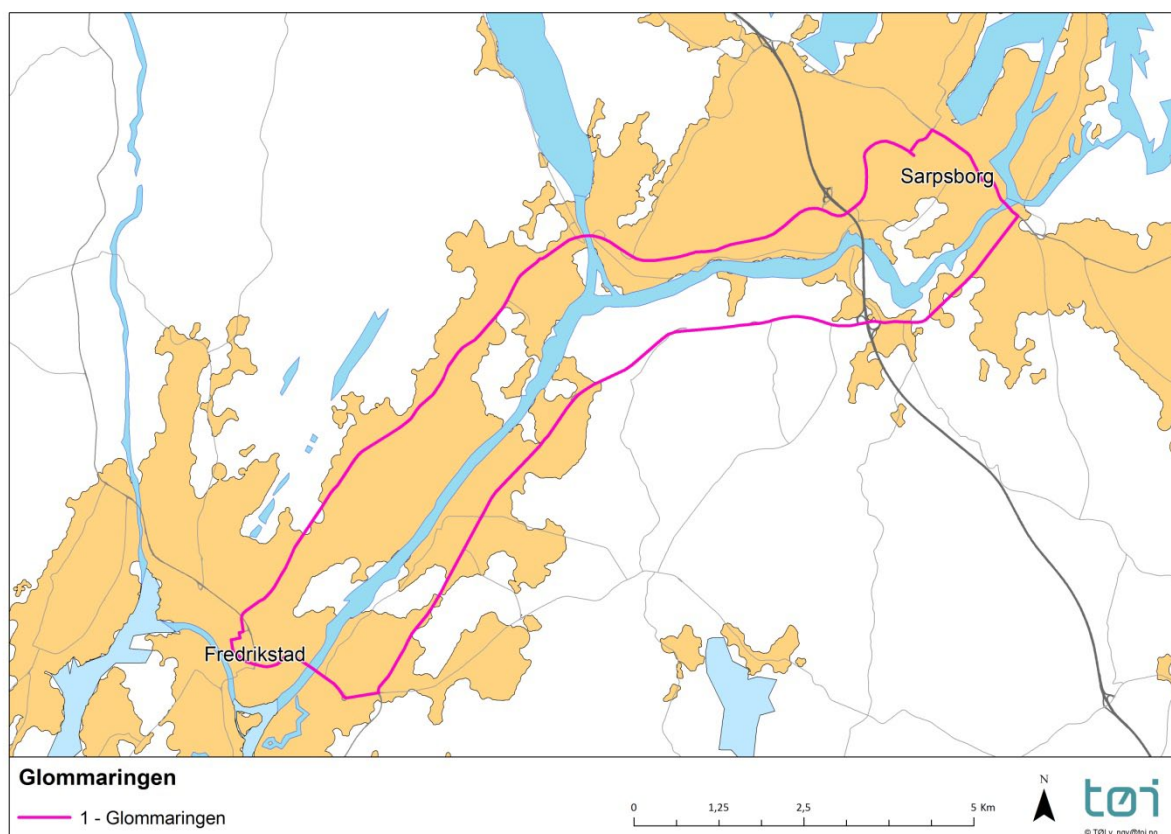 Sarpsborg
Fredrikstad
Glommaringen
1 - Glommaringen
0 1,25 2,5 5 Km
N
tøi